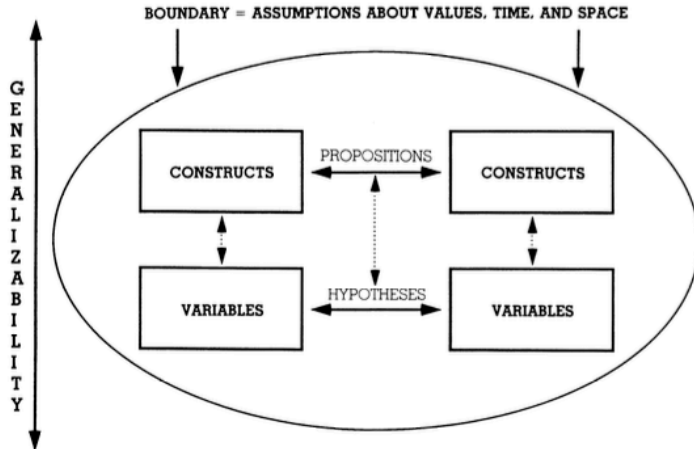 BOUNDARY = ASSUMPTIONS ABOUT VALUES, TIME, AND SPACE
GENERALIZABILITY
PROPOSITIONS
CONSTRUCTS
CONSTRUCTS
HYPOTHESES
VARIABLES
VARIABLES